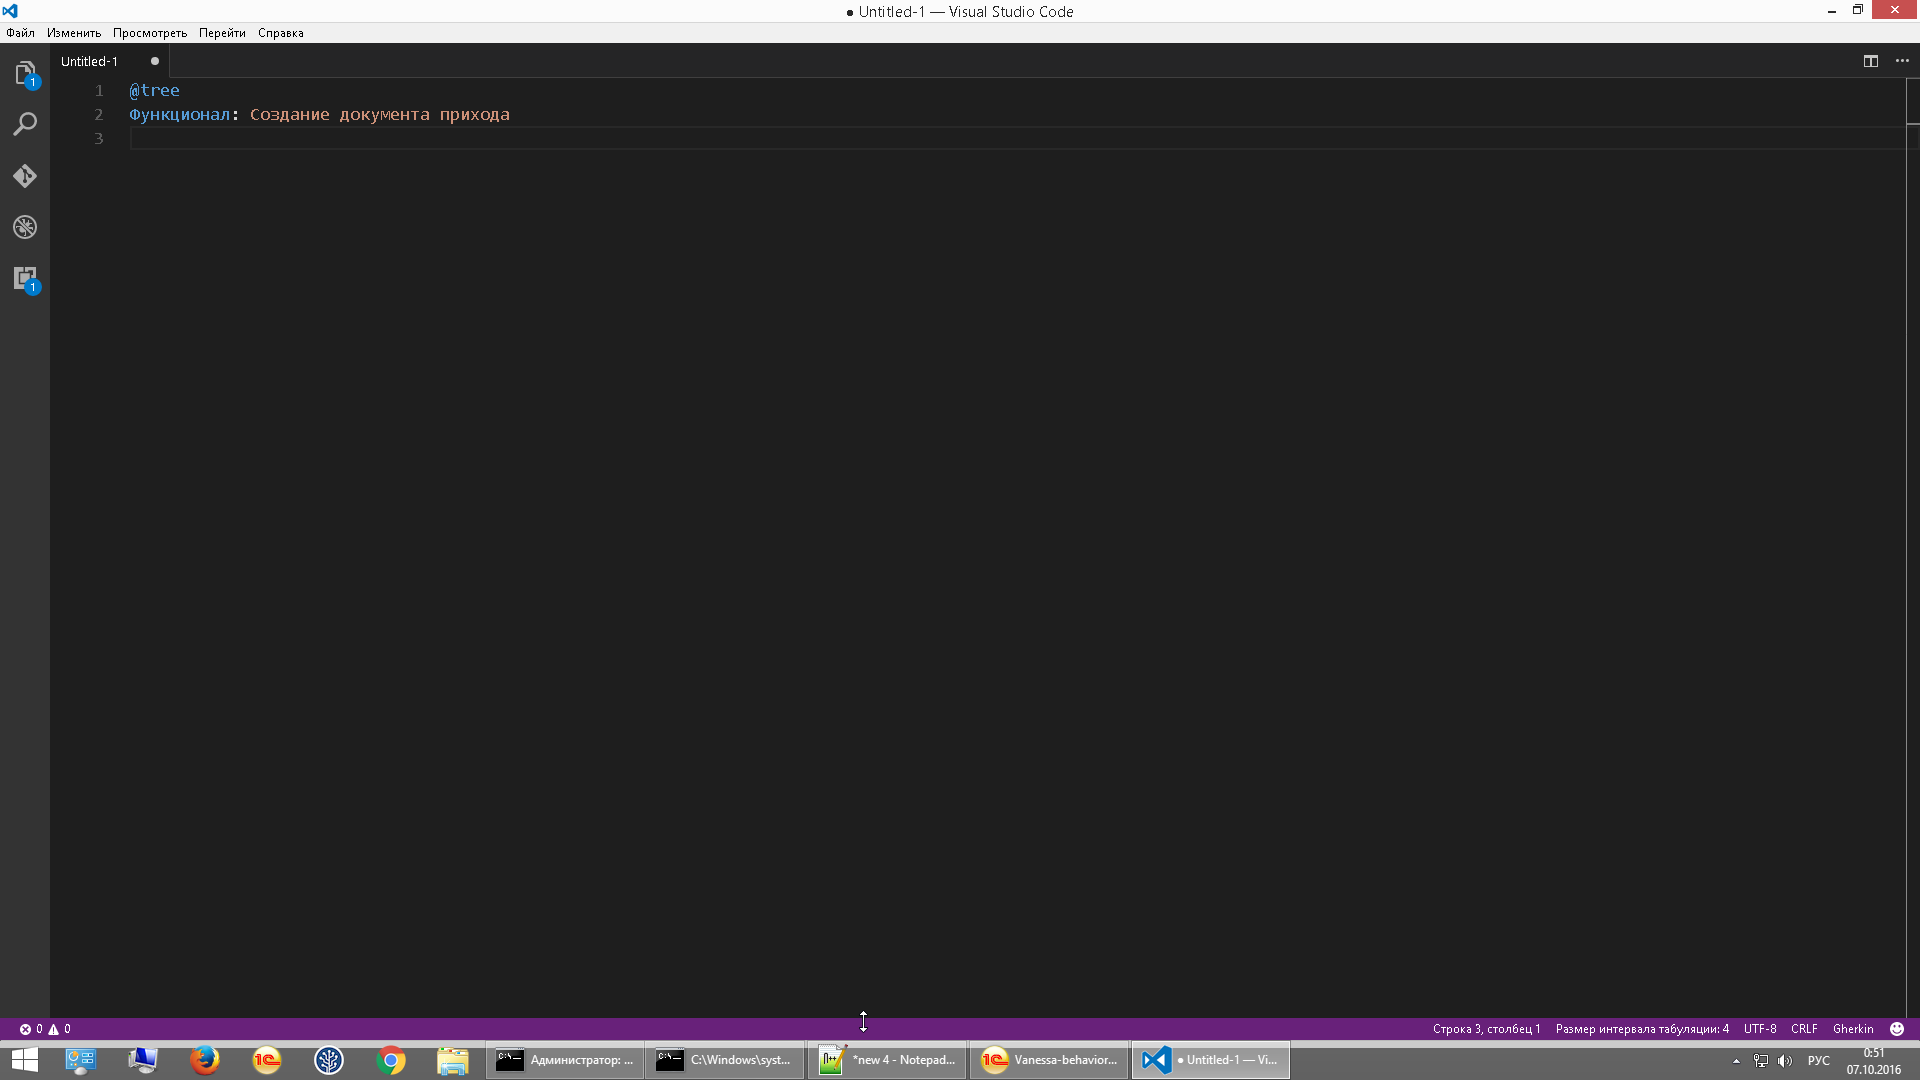 ● Untitled-1 — Visual Studio Code
Файл Изменить Просмотреть Перейти Справка
Untitled-1
1 @tree
2 Функционал: Создание документа прихода
3
1
1
0 0
Строка 3, столбец 1 Размер интервала табуляции: 4 UTF-8 CRLF Gherkin
Администратор: ...
C:\Windows\syst...
*new 4 - Notepad...
Vanessa-behavior...
● Untitled-1 — Vi...
РУС
0:51
07.10.2016